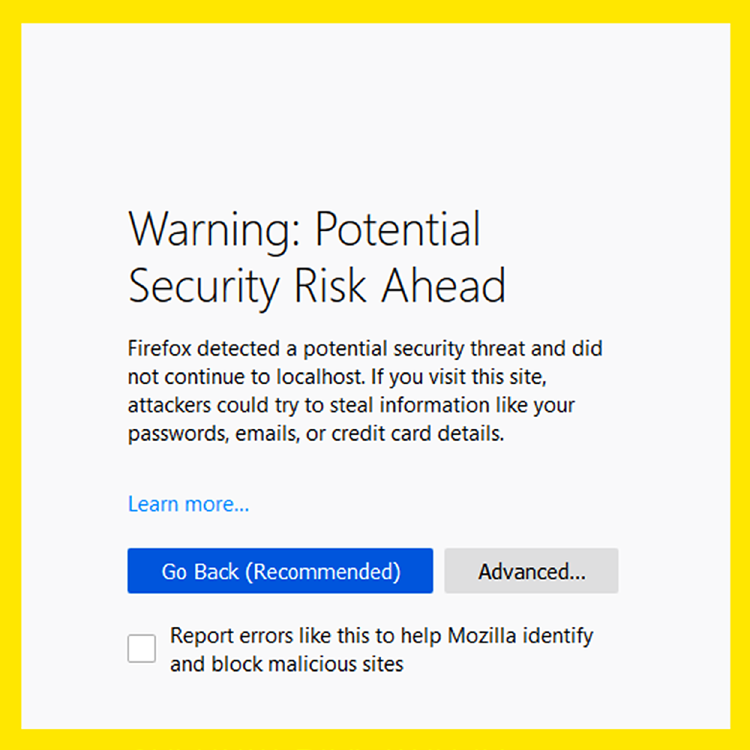 Warning: Potential
Security Risk Ahead
Firefox detected a potential security threat and did
not continue to localhost. If you visit this site,
attackers could try to steal information like your
passwords, emails, or credit card details.
Learn more...
Go Back (Recommended)
Advanced...
Report errors like this to help Mozilla identify
and block malicious sites